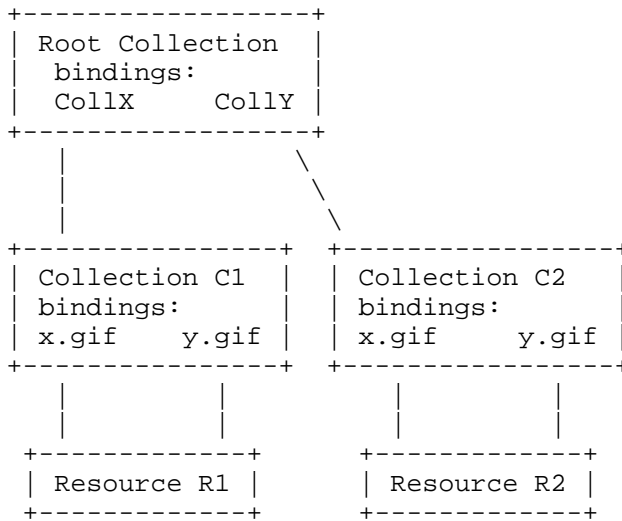 Root Collection
bindings:
CollX CollY
Collection C1
bindings:
x.gif y.gif
Collection C2
bindings:
x.gif y.gif
Resource R1
Resource R2